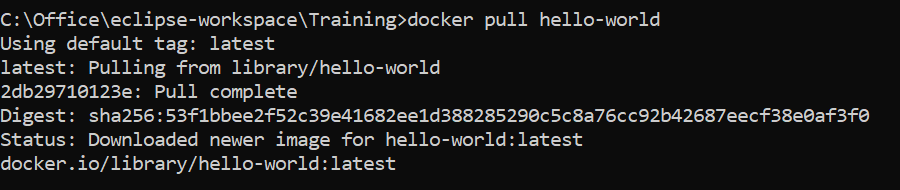 C:\Office\eclipse-workspace\Training>docker pull hello-world
Using default tag: latest
latest: Pulling from library/hello-world
2db29710123e: Pull complete
Digest: sha256:53f1bbee2f52c39e41682ee1d388285290c5c8a76cc92b42687eecf38e0af3f0
Status: Downloaded newer image for hello-world:latest
docker.io/library/hello-world:latest